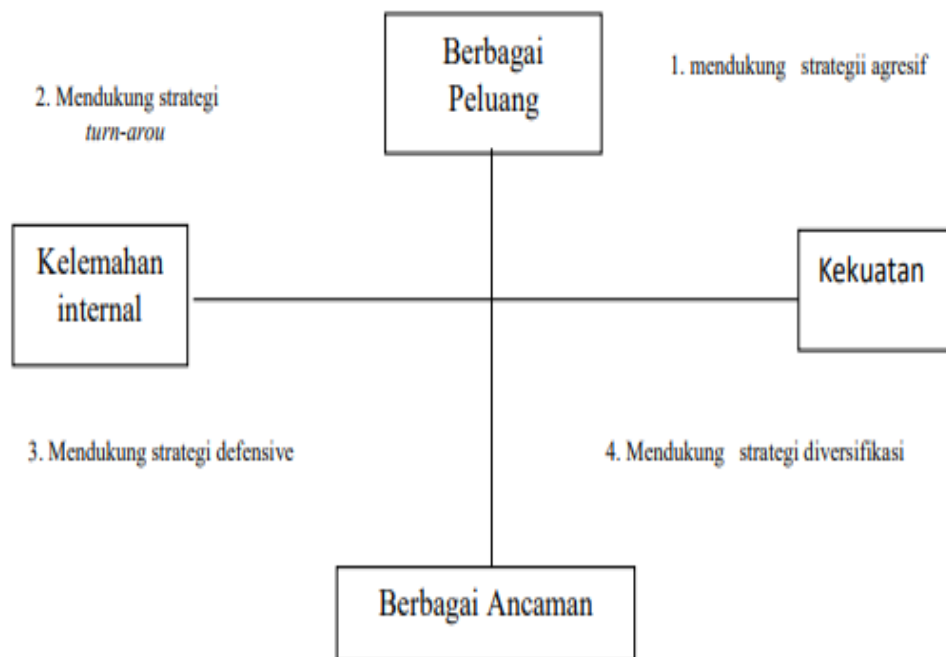 Berbagai
Peluang
1. mendukung strategii agresif
2. Mendukung strategi
turn-arou
Kelemahan
internal
Kekuatan
3. Mendukung strategi defensive
4. Mendukung strategi diversifikasi
Berbagai Ancaman